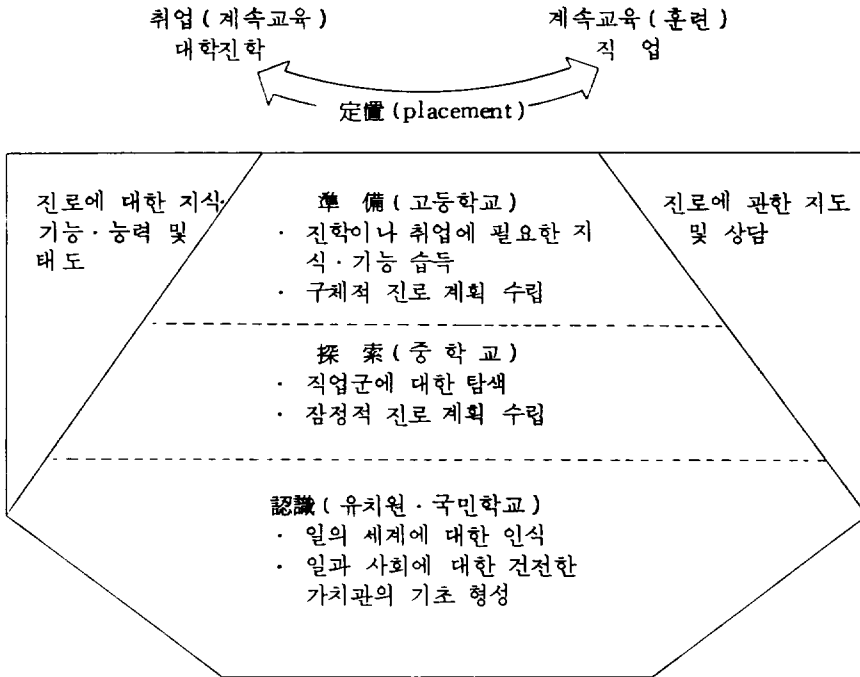 취업 ( 계속교육 )
대학진학
계속교육 ( 훈련 )
직 업
定置 (placement)
진로에 대한 지식·
기능 · 능력 및
태도
準 備 ( 고등학교 )
· 진학이나 취업에 필요한 지
식 · 기능 습득
· 구체적 진로 계획 수립
진로에 관한 지도
및 상담
探 索 ( 중 학 교 )
· 직업군에 대한 탐색
· 잠정적 진로 계획 수립
認識 ( 유치원 · 국민학교 )
· 일의 세계에 대한 인식
· 일과 사회에 대한 건전한
가치관의 기초 형성